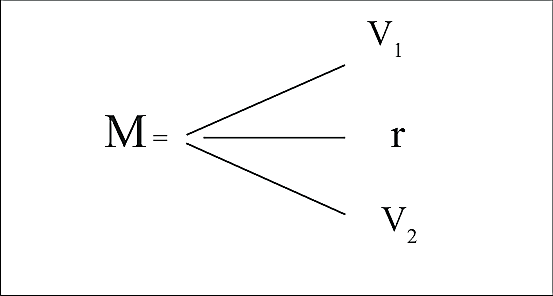 V₁
M = r
V₂